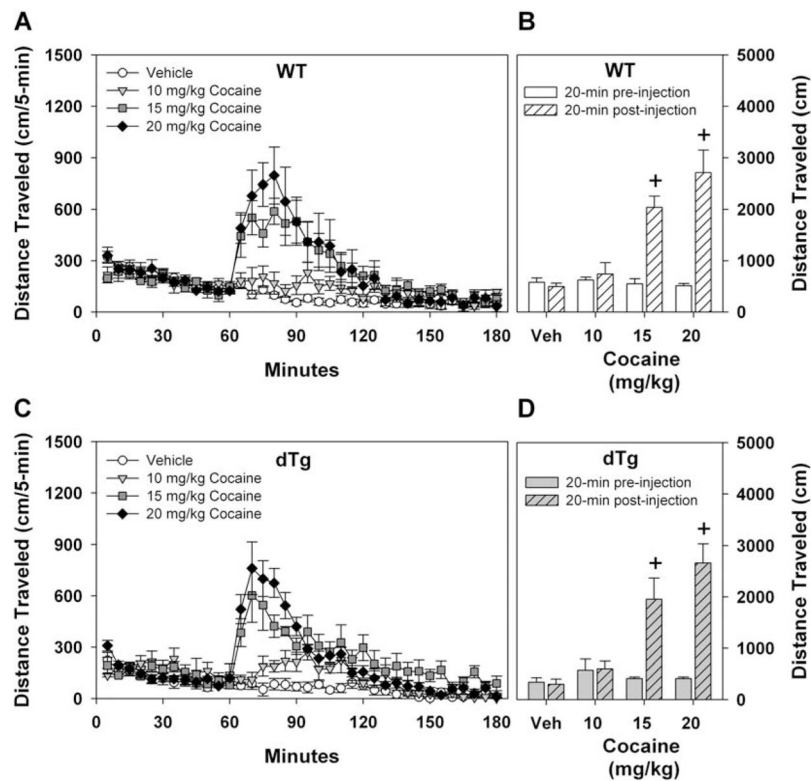 A
Distance Traveled (cm/5-min)
1500
1200
900
600
300
0
WT
Vehicle
10 mg/kg Cocaine
15 mg/kg Cocaine
20 mg/kg Cocaine
0 30 60 90 120 150 180
Minutes
B
WT
20-min pre-injection
20-min post-injection
+
+
5000
4000
3000
2000
1000
0
Distance Traveled (cm)
Veh 10 15 20
Cocaine
(mg/kg)
C
Distance Traveled (cm/5-min)
1500
1200
900
600
300
0
dTg
Vehicle
10 mg/kg Cocaine
15 mg/kg Cocaine
20 mg/kg Cocaine
0 30 60 90 120 150 180
Minutes
D
dTg
20-min pre-injection
20-min post-injection
+
+
5000
4000
3000
2000
1000
0
Distance Traveled (cm)
Veh 10 15 20
Cocaine
(mg/kg)